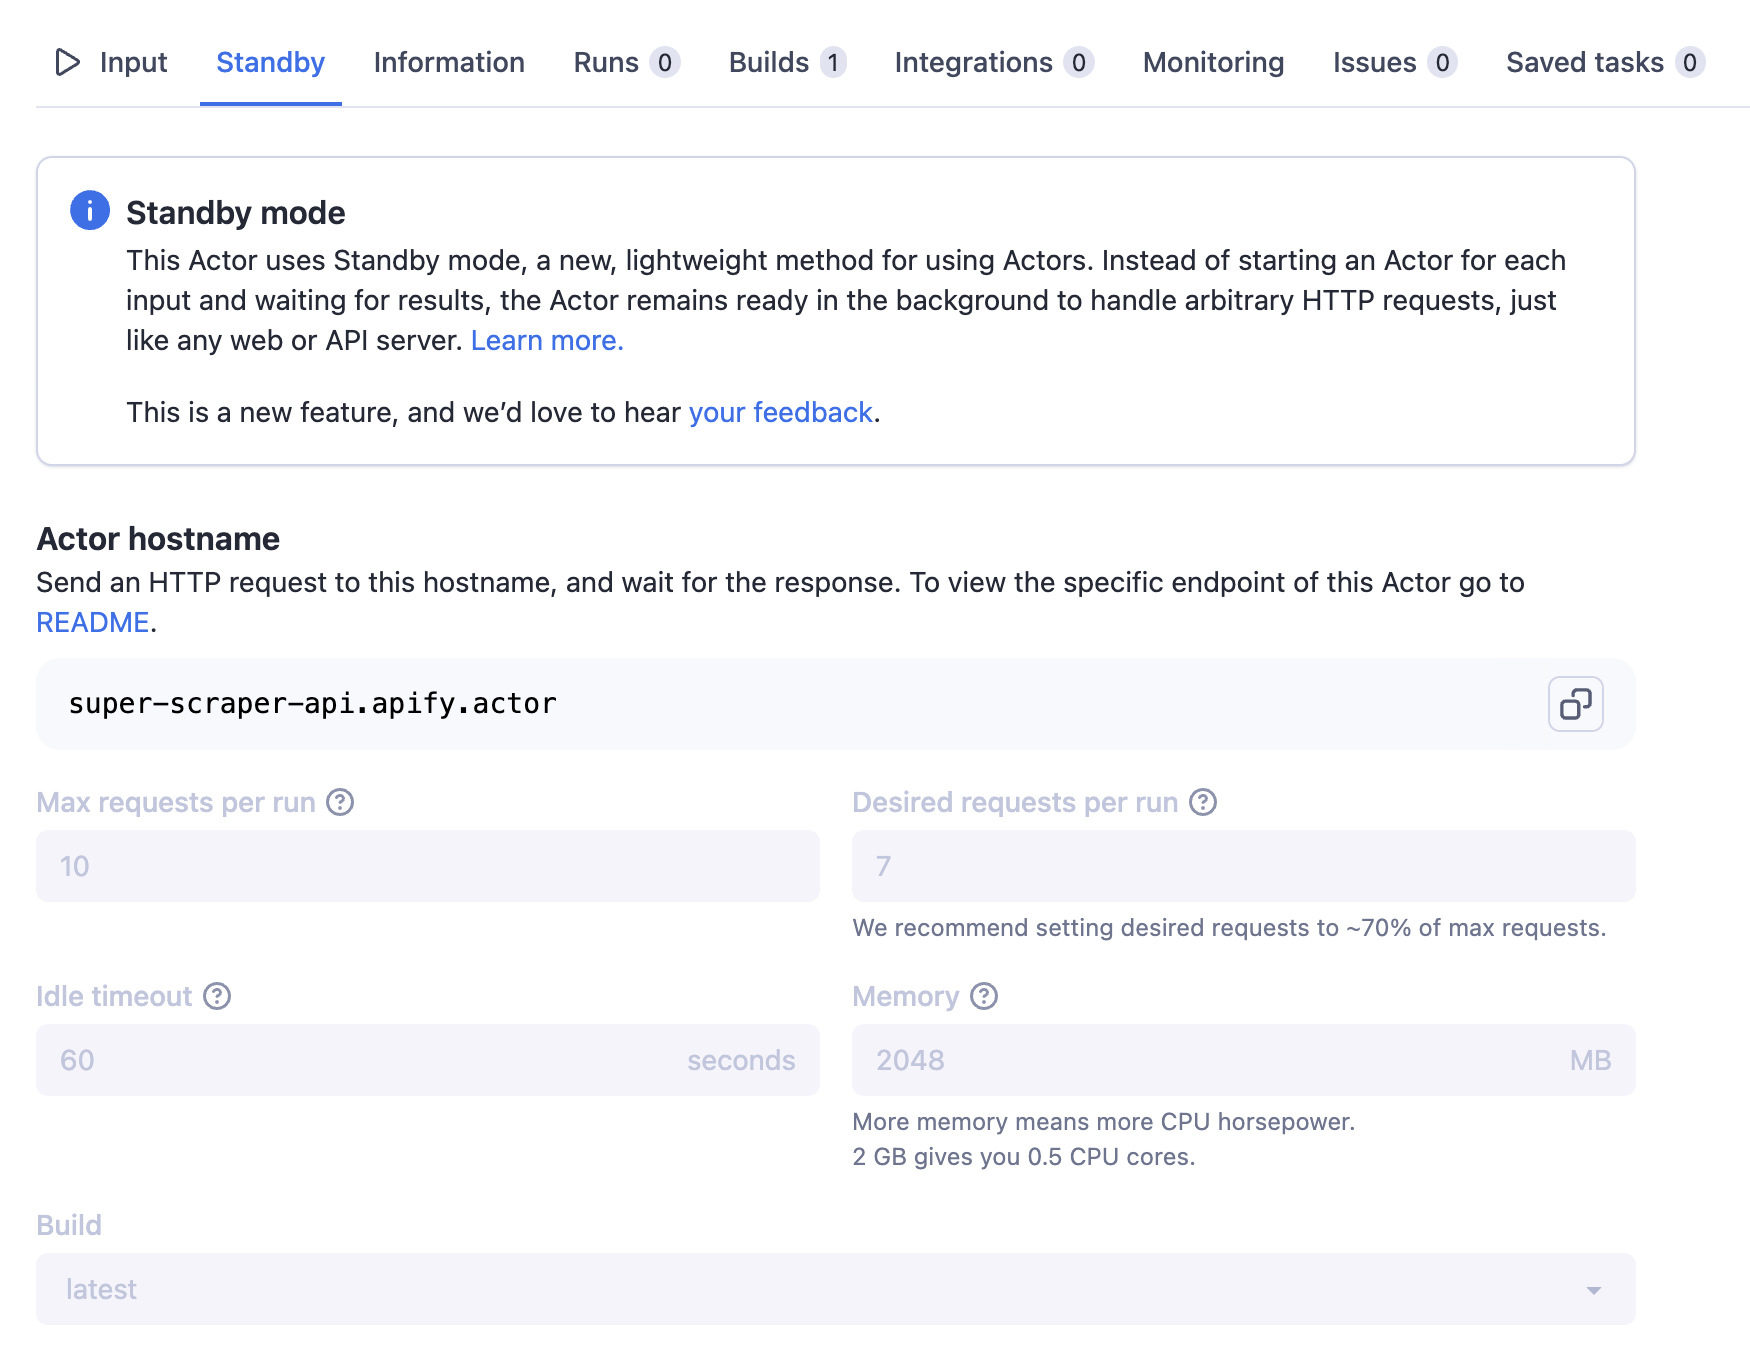 Input Standby Information Runs 0 Builds 1 Integrations 0 Monitoring Issues 0 Saved tasks 0
Standby mode
This Actor uses Standby mode, a new, lightweight method for using Actors. Instead of starting an Actor for each
input and waiting for results, the Actor remains ready in the background to handle arbitrary HTTP requests, just
like any web or API server. Learn more.
This is a new feature, and we’d love to hear your feedback.
Actor hostname
Send an HTTP request to this hostname, and wait for the response. To view the specific endpoint of this Actor go to
README.
super-scraper-api.apify.actor
Max requests per run
Desired requests per run
10
7
We recommend setting desired requests to ~70% of max requests.
Idle timeout
Memory
60 seconds
2048 MB
More memory means more CPU horsepower.
2 GB gives you 0.5 CPU cores.
Build
latest